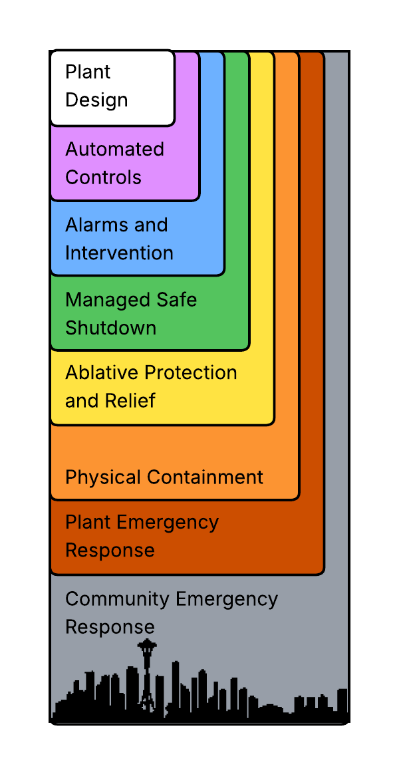 Plant
Design
Automated
Controls
Alarms and
Intervention
Managed Safe
Shutdown
Ablative Protection
and Relief
Physical Containment
Plant Emergency
Response
Community Emergency
Response